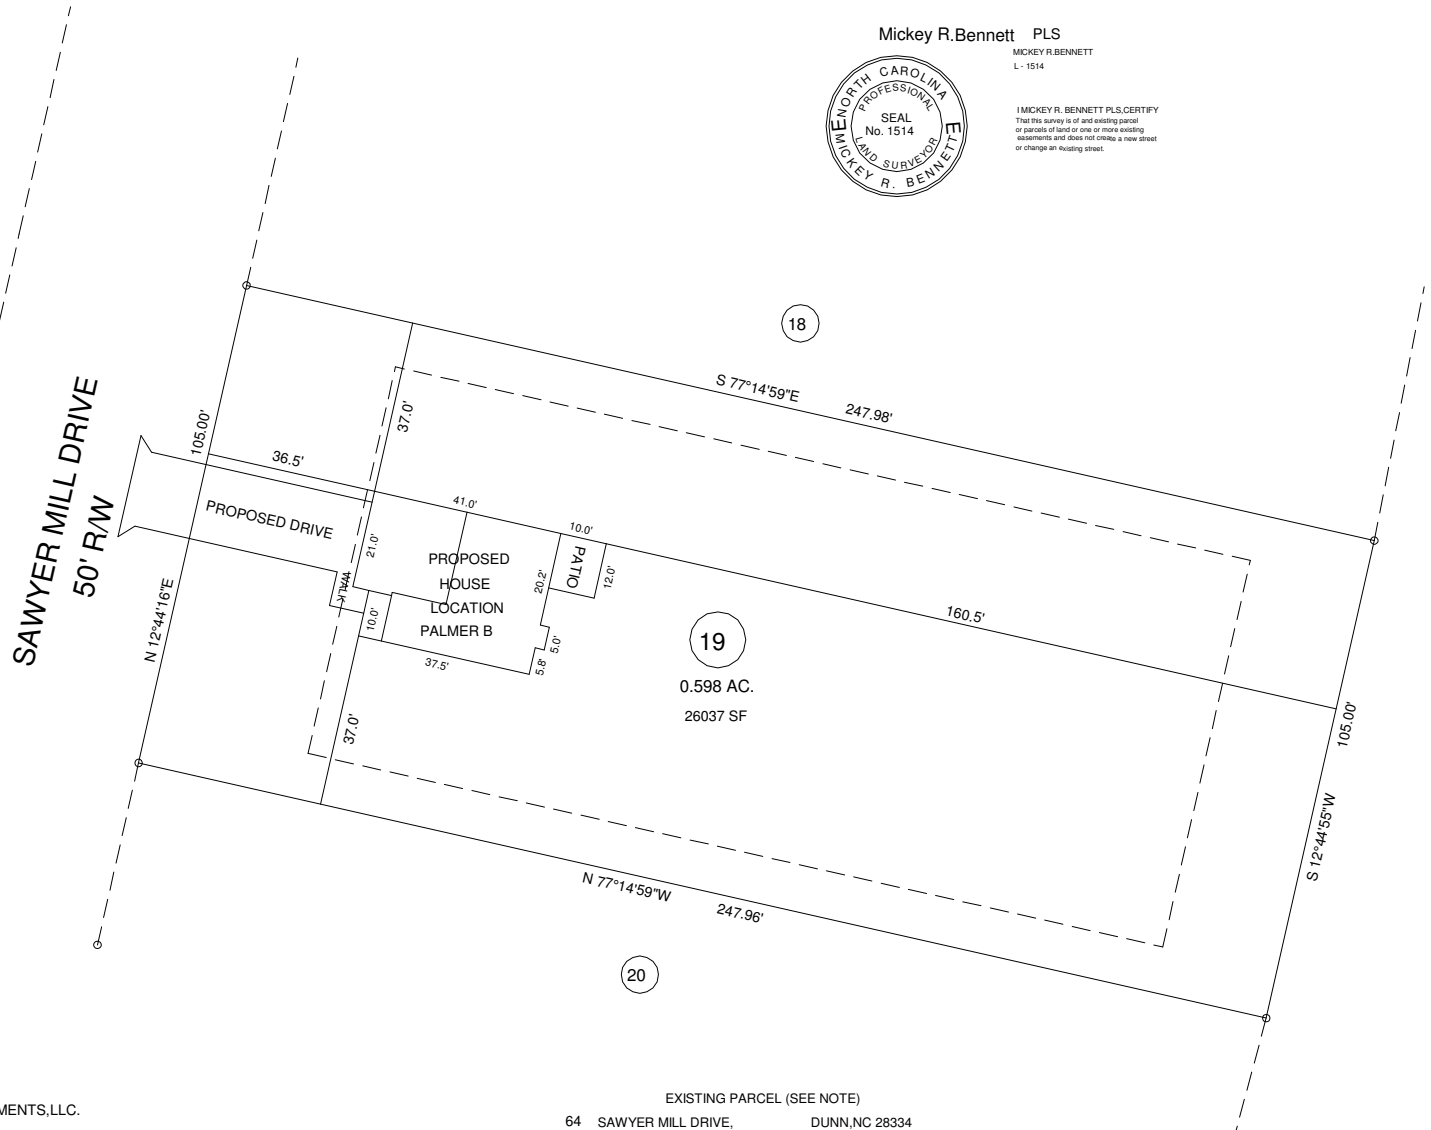 Mickey R.Bennett PLS
MICKEY R.BENNETT
L - 1514
NORTH CAROLINA
PROFESSIONAL
SEAL
No. 1514
LAND SURVEYOR
MICKEY R. BENNETT
E
E
I MICKEY R. BENNETT PLS,CERTIFY
That this survey is of and existing parcel
or parcels of land or one or more existing
easements and does not create a new street
or change an existing street.
18
S 77°14'59"E
247.98'
SAWYER MILL DRIVE
50' R/W
105.00'
N 12°44'16"E
37.0'
36.5'
PROPOSED DRIVE
WALK
41.0'
21.0'
10.0'
PATIO
12.0'
20.2'
PROPOSED
HOUSE
LOCATION
PALMER B
10.0'
37.5'
5.8'
5.0'
160.5'
19
0.598 AC.
26037 SF
37.0'
105.00'
S 12°44'55"W
N 77°14'59"W
247.96'
20
MENTS,LLC.
EXISTING PARCEL (SEE NOTE)
64 SAWYER MILL DRIVE, DUNN,NC 28334